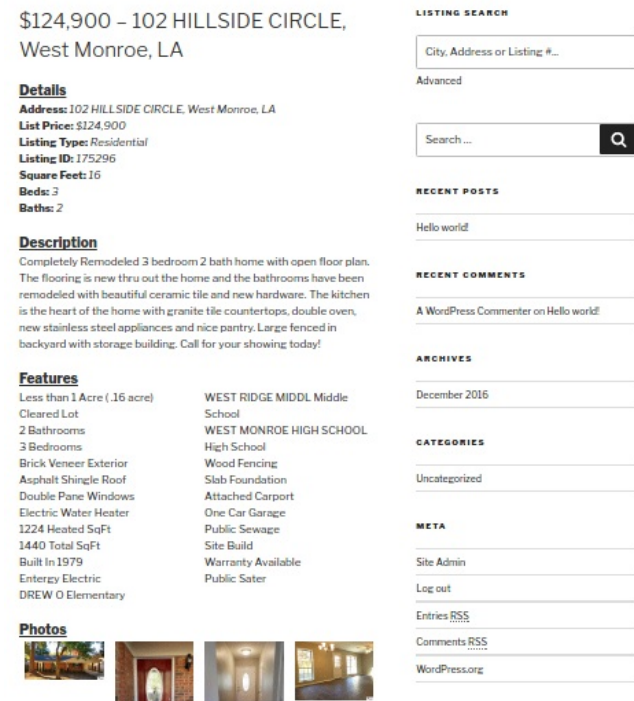 $124,900 – 102 HILLSIDE CIRCLE,
West Monroe, LA
Details
Address: 102 HILLSIDE CIRCLE, West Monroe, LA
List Price: $124,900
Listing Type: Residential
Listing ID: 175296
Square Feet: 16
Beds: 3
Baths: 2
Description
Completely Remodeled 3 bedroom 2 bath home with open floor plan.
The flooring is new thru out the home and the bathrooms have been
remodeled with beautiful ceramic tile and new hardware. The kitchen
is the heart of the home with granite tile countertops, double oven,
new stainless steel appliances and nice pantry. Large fenced in
backyard with storage building. Call for your showing today!
Features
Less than 1 Acre ( .16 acre)
Cleared Lot
2 Bathrooms
3 Bedrooms
Brick Veneer Exterior
Asphalt Shingle Roof
Double Pane Windows
Electric Water Heater
1224 Heated SqFt
1440 Total SqFt
Built In 1979
Entergy Electric
DREW O Elementary
WEST RIDGE MIDDL Middle
School
WEST MONROE HIGH SCHOOL
High School
Wood Fencing
Slab Foundation
Attached Carport
One Car Garage
Public Sewage
Site Build
Warranty Available
Public Sater
Photos
LISTING SEARCH
City, Address or Listing #...
Advanced
Search ...
RECENT POSTS
Hello world!
RECENT COMMENTS
A WordPress Commenter on Hello world!
ARCHIVES
December 2016
CATEGORIES
Uncategorized
META
Site Admin
Log out
Entries RSS
Comments RSS
WordPress.org